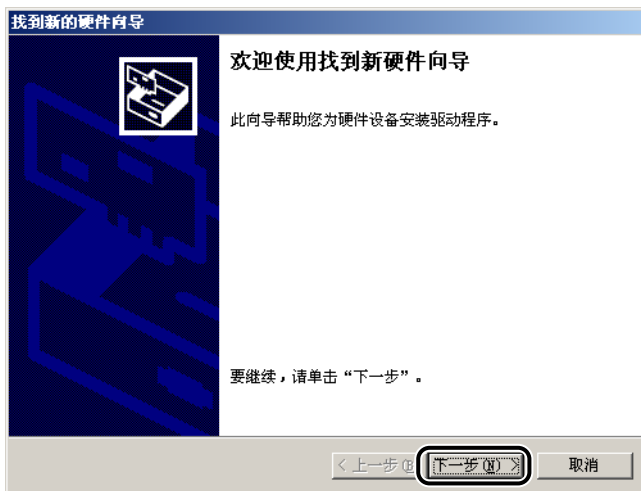 找到新的硬件向导
欢迎使用找到新硬件向导
此向导帮助您为硬件设备安装驱动程序。
要继续，请单击“下一步”。
< 上一步(B 下一步(N) > 取消